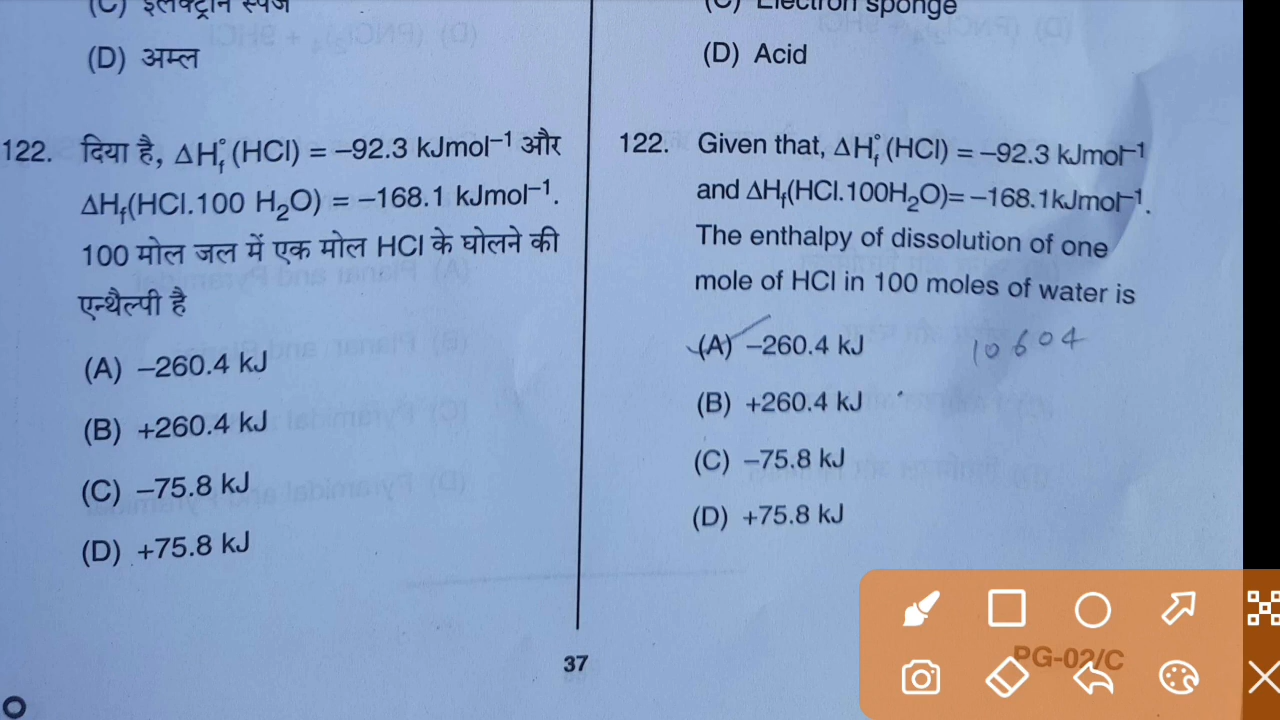 (C) इलेक्ट्रॉन स्पंज
(D) अम्ल
122. दिया है, ΔH°f (HCl) = –92.3 kJmol–1 और
ΔHf(HCl.100 H2O) = –168.1 kJmol–1.
100 मोल जल में एक मोल HCl के घोलने की
एन्थैल्पी है
(A) –260.4 kJ
(B) +260.4 kJ
(C) –75.8 kJ
(D) +75.8 kJ
(C) Electron sponge
(D) Acid
122. Given that, ΔH°f (HCl) = –92.3 kJmol–1
and ΔHf(HCl.100H2O)= –168.1kJmol–1.
The enthalpy of dissolution of one
mole of HCl in 100 moles of water is
(A) –260.4 kJ
10604
(B) +260.4 kJ
(C) –75.8 kJ
(D) +75.8 kJ
37
PG-02/C